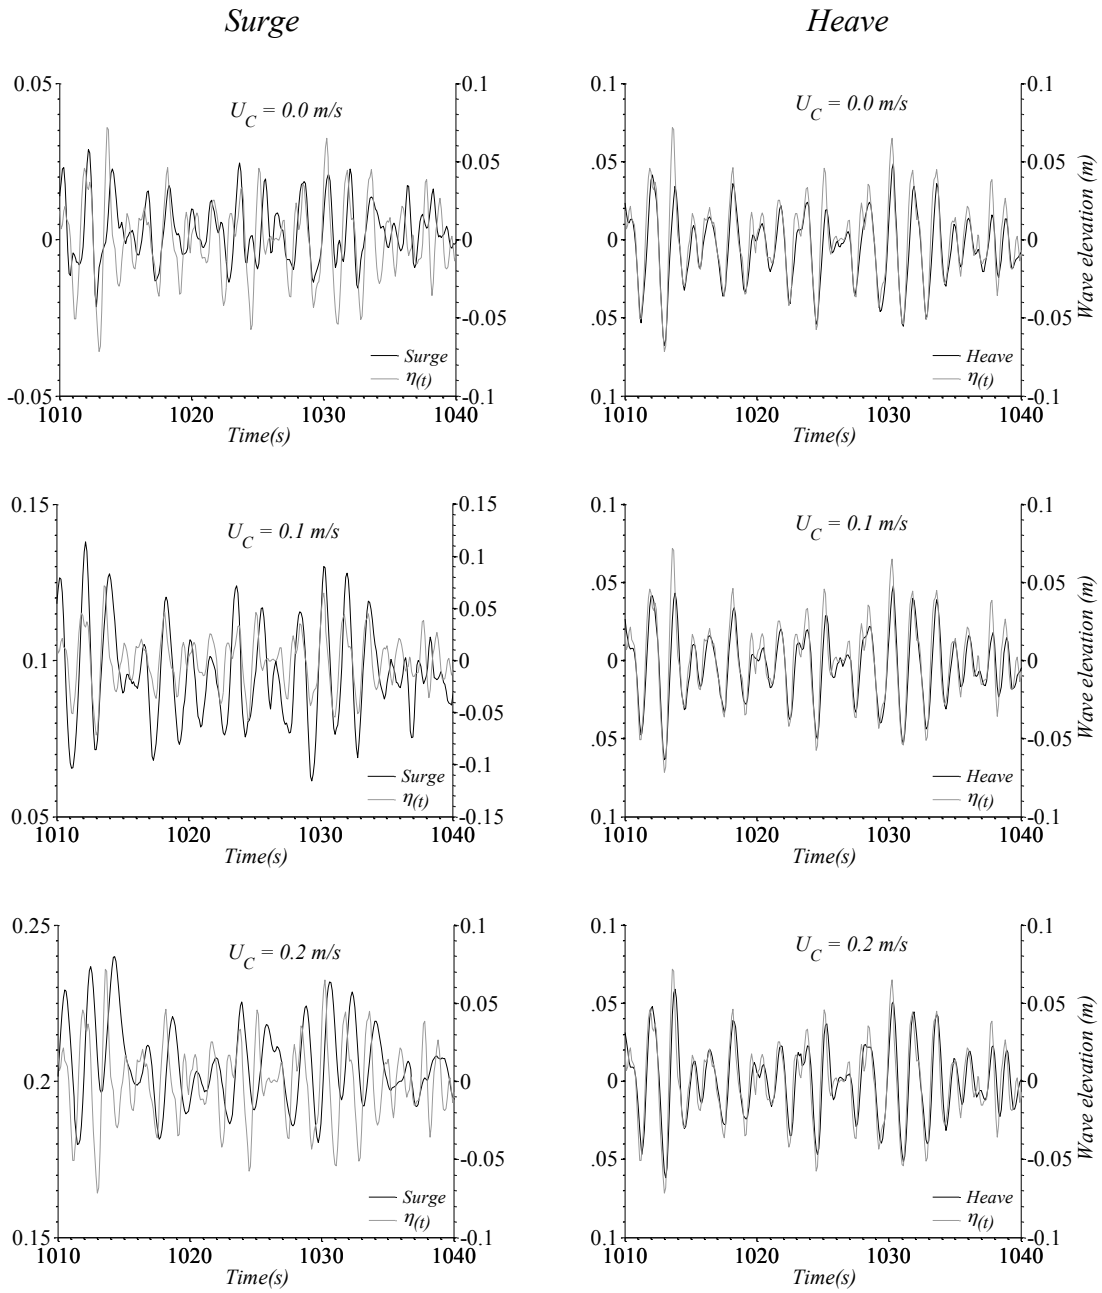 Surge
Heave
0.05
0
-0.05
0.1
0.05
0
-0.05
-0.1
U_C = 0.0 m/s
Surge
η(t)
1010 1020 1030 1040
Time(s)
0.1
.05
0
.05
0.1
0.1
0.05
0
-0.05
-0.1
U_C = 0.0 m/s
Heave
η(t)
1010 1020 1030 1040
Time(s)
Wave elevation (m)
0.15
0.1
0.05
0.15
0.1
0.05
0
-0.05
-0.1
-0.15
U_C = 0.1 m/s
Surge
η(t)
1010 1020 1030 1040
Time(s)
0.1
.05
0
.05
0.1
0.1
0.05
0
-0.05
-0.1
U_C = 0.1 m/s
Heave
η(t)
1010 1020 1030 1040
Time(s)
Wave elevation (m)
0.25
0.2
0.15
0.1
0.05
0
-0.05
-0.1
U_C = 0.2 m/s
Surge
η(t)
1010 1020 1030 1040
Time(s)
0.1
.05
0
.05
0.1
0.1
0.05
0
-0.05
-0.1
U_C = 0.2 m/s
Heave
η(t)
1010 1020 1030 1040
Time(s)
Wave elevation (m)